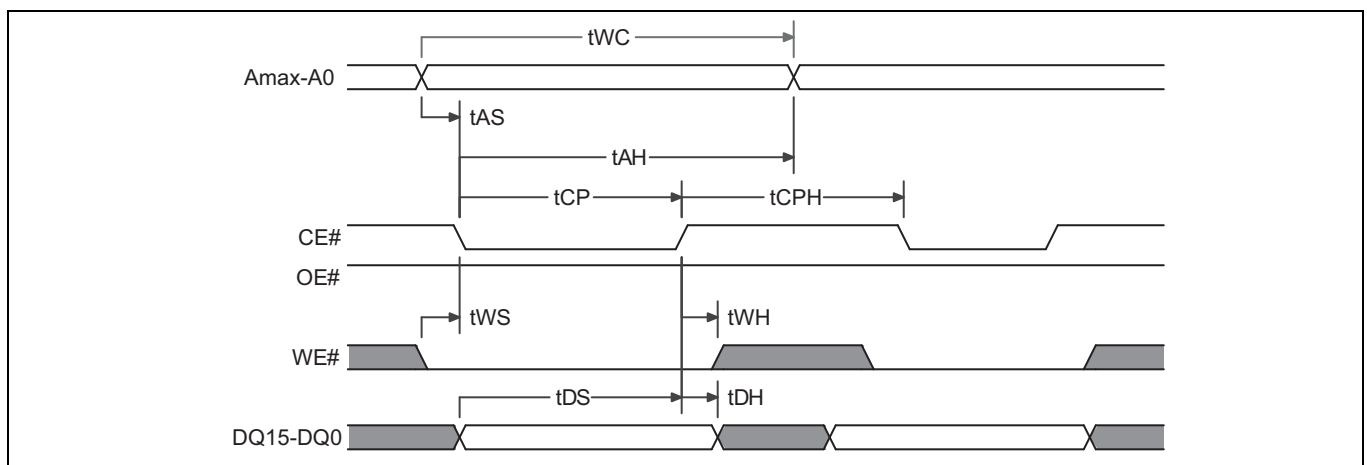 tWC
Amax-A0
tAS
tAH
tCP
tCPH
CE#
OE#
tWS
tWH
WE#
tDS
tDH
DQ15-DQ0